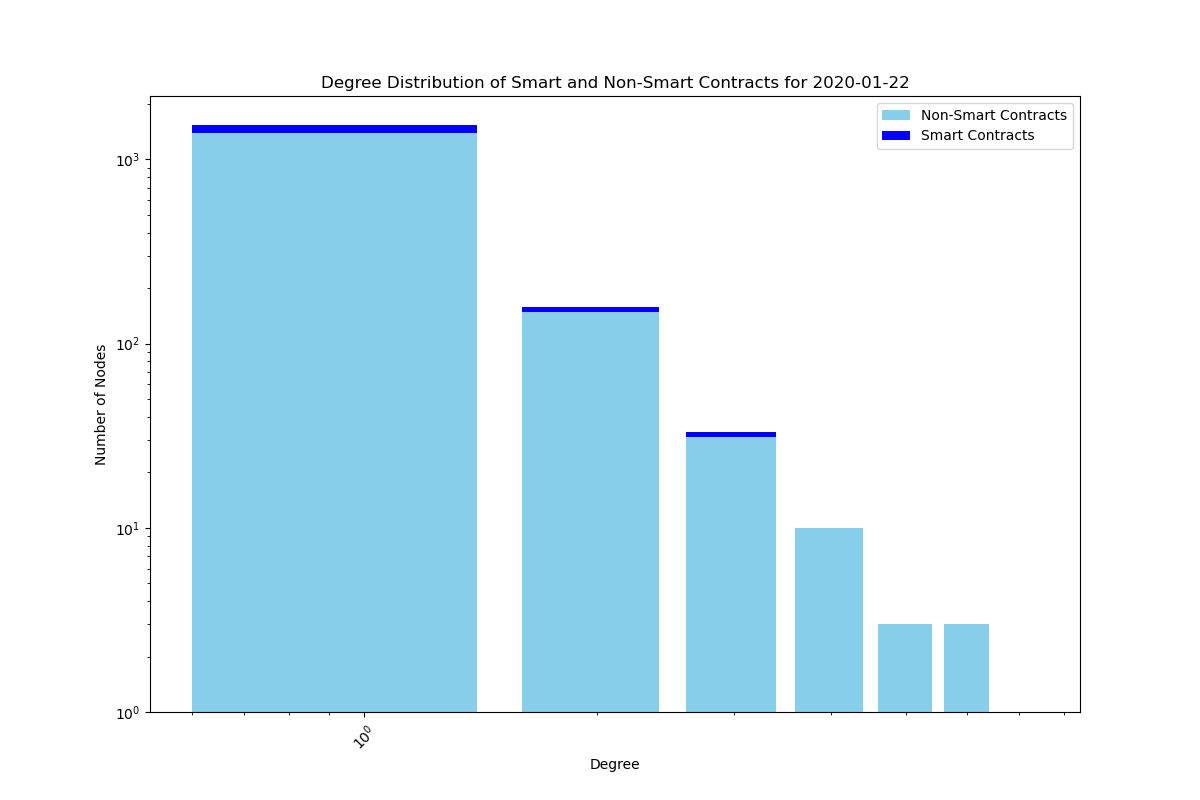 Degree Distribution of Smart and Non-Smart Contracts for 2020-01-22
Non-Smart Contracts
Smart Contracts
Number of Nodes
10³
10²
10¹
10⁰
10⁰
Degree